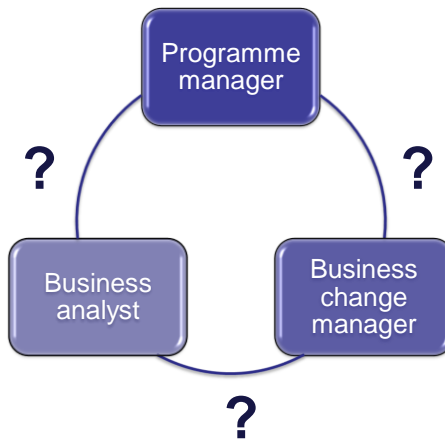 Programme
manager
?
?
Business
analyst
Business
change
manager
?